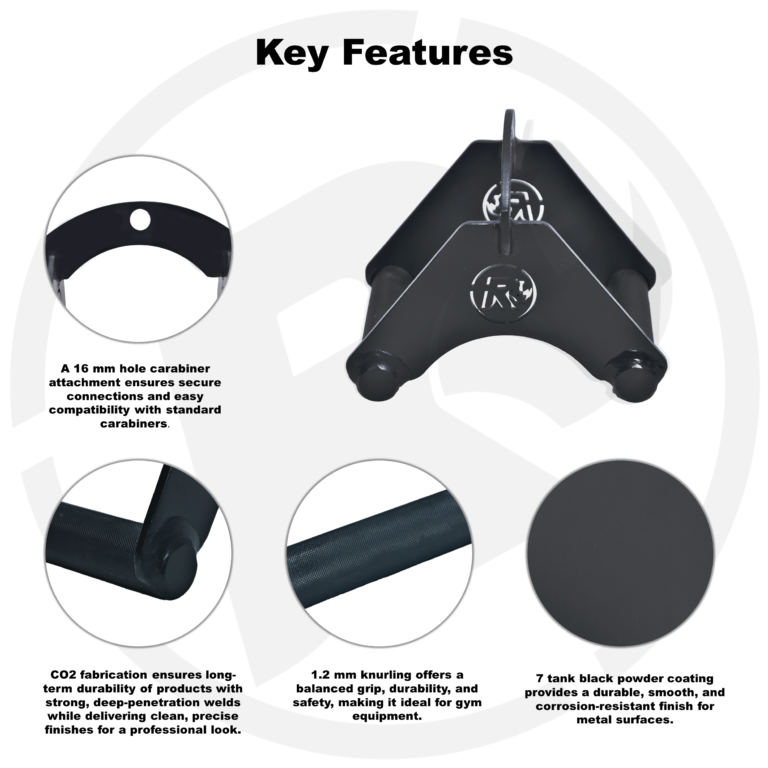 Key Features
A 16 mm hole carabiner
attachment ensures secure
connections and easy
compatibility with standard
carabiners.
CO2 fabrication ensures long-
term durability of products with
strong, deep-penetration welds
while delivering clean, precise
finishes for a professional look.
1.2 mm knurling offers a
balanced grip, durability, and
safety, making it ideal for gym
equipment.
7 tank black powder coating
provides a durable, smooth, and
corrosion-resistant finish for
metal surfaces.